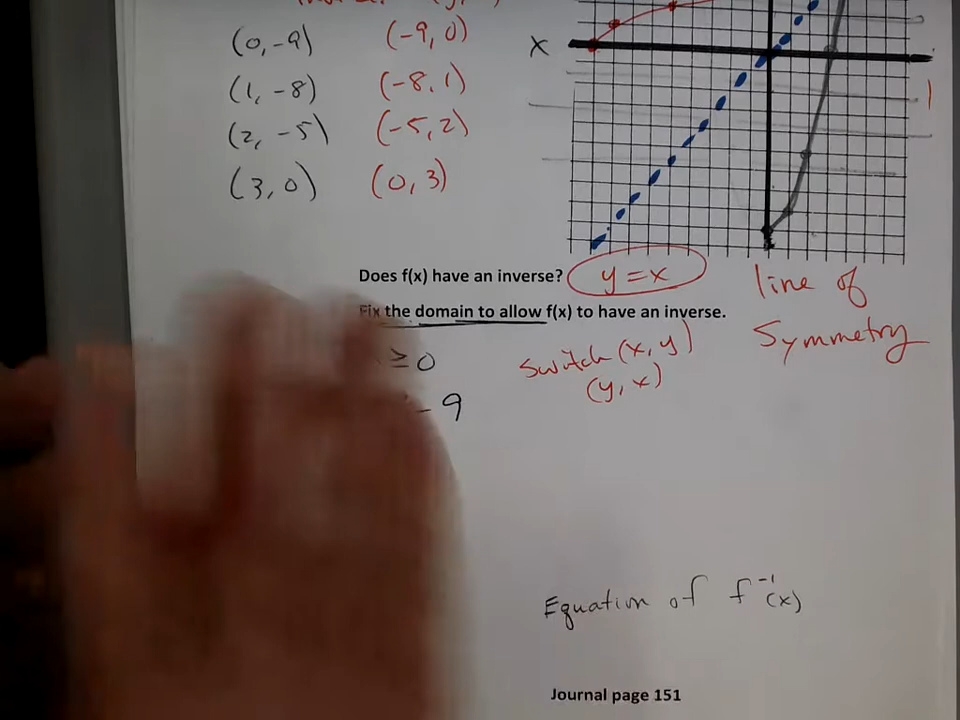 (0, -9) (-9, 0) X
(1, -8) (-8, 1)
(2, -5) (-5, 2)
(3, 0) (0, 3)
Does f(x) have an inverse? y = x line of
Fix the domain to allow f(x) to have an inverse. Symmetry
≥ 0 switch (x, y)
(y, x)
- 9
Equation of f⁻¹(x)
Journal page 151